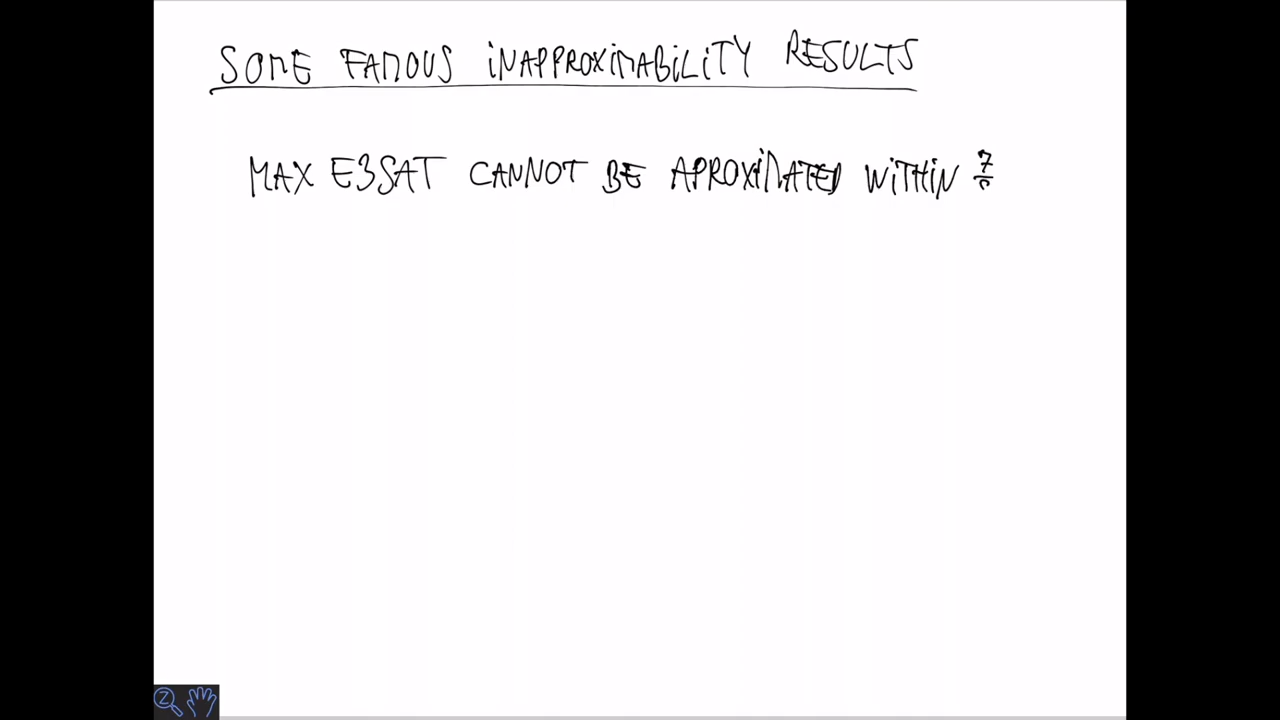 SOME FAMOUS INAPPROXIMABILITY RESULTS
MAX E3SAT CANNOT BE APROXIMATED WITHIN 7/